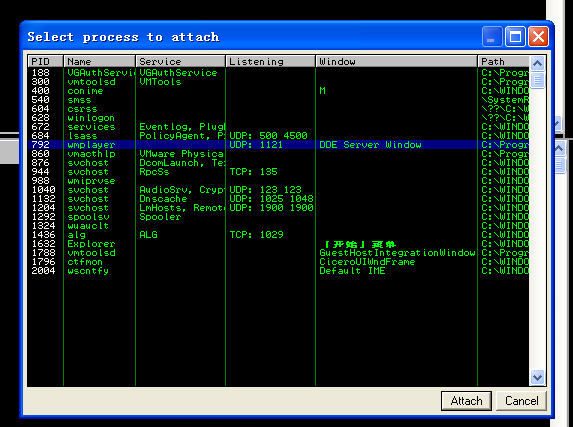 Select process to attach
PID Name Service Listening Window Path
188 VGAuthServi VGAuthService C:\Progr
300 vmtoolsd VMTools C:\Progr
400 conime M C:\WINDO
540 smss \SystemR
604 csrss \??\C:\W
628 winlogon \??\C:\W
672 services Eventlog, Plug C:\WINDO
684 lsass PolicyAgent, P UDP: 500 4500 C:\WINDO
792 wmplayer UDP: 1121 DDE Server Window C:\Progr
860 vmacthlp VMware Physica C:\Progr
876 svchost DcomLaunch, Te C:\WINDO
944 svchost RpcSs TCP: 135 C:\WINDO
988 wmiprvse C:\WINDO
1040 svchost AudioSrv, Cryp UDP: 123 123 C:\WINDO
1132 svchost Dnscache UDP: 1025 1048 C:\WINDO
1204 svchost LmHosts, Remot UDP: 1900 1900 C:\WINDO
1292 spoolsv Spooler C:\WINDO
1324 wuauclt C:\WINDO
1436 alg ALG TCP: 1029 C:\WINDO
1632 Explorer 「开始」菜单 C:\WINDO
1788 vmtoolsd GuestHostIntegrationWindow C:\Progr
1796 ctfmon CiceroUIWndFrame C:\WINDO
2004 wscntfy Default IME C:\WINDO
Attach Cancel